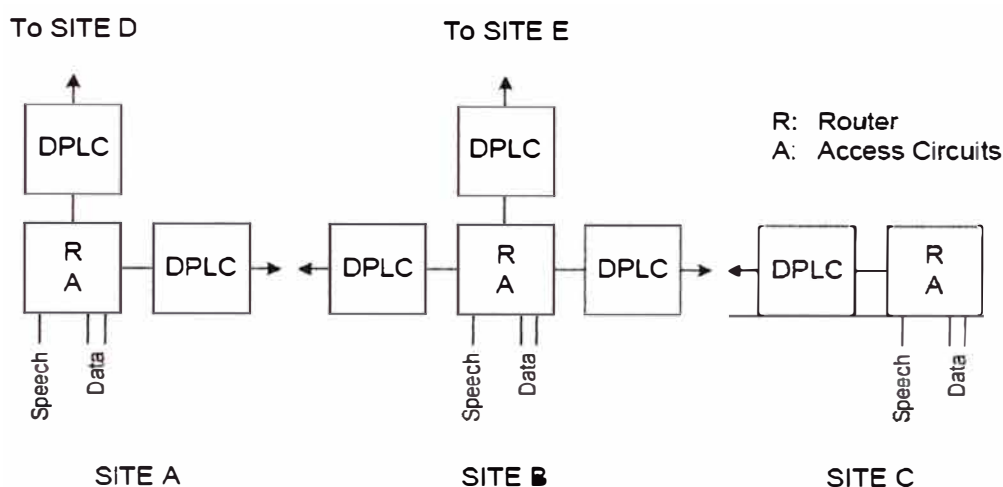 To SITE D
To SITE E
DPLC
DPLC
R: Router
A: Access Circuits
R
A
DPLC
DPLC
R
A
DPLC
DPLC
R
A
Speech
Data
Speech
Data
Speech
Data
SITE A
SITE B
SITE C